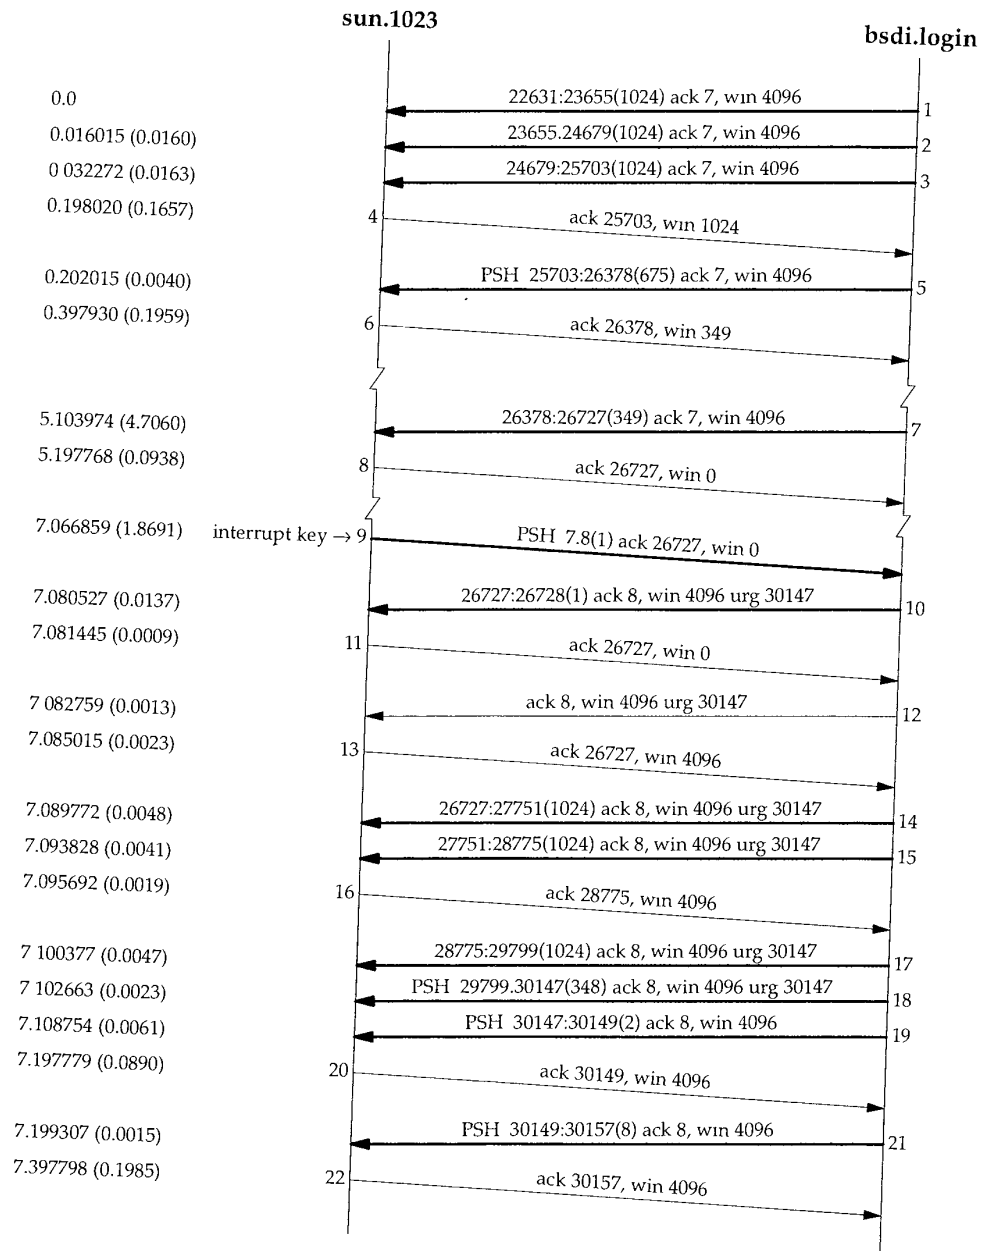 sun.1023
bsdi.login
0.0
22631:23655(1024) ack 7, win 4096
1
0.016015 (0.0160)
23655.24679(1024) ack 7, win 4096
2
0 032272 (0.0163)
24679:25703(1024) ack 7, win 4096
3
0.198020 (0.1657)
4
ack 25703, win 1024
0.202015 (0.0040)
PSH 25703:26378(675) ack 7, win 4096
5
0.397930 (0.1959)
6
ack 26378, win 349
5.103974 (4.7060)
26378:26727(349) ack 7, win 4096
7
5.197768 (0.0938)
8
ack 26727, win 0
7.066859 (1.8691)
interrupt key → 9
PSH 7.8(1) ack 26727, win 0
7.080527 (0.0137)
26727:26728(1) ack 8, win 4096 urg 30147
10
7.081445 (0.0009)
11
ack 26727, win 0
7 082759 (0.0013)
ack 8, win 4096 urg 30147
12
7.085015 (0.0023)
13
ack 26727, win 4096
7.089772 (0.0048)
26727:27751(1024) ack 8, win 4096 urg 30147
14
7.093828 (0.0041)
27751:28775(1024) ack 8, win 4096 urg 30147
15
7.095692 (0.0019)
16
ack 28775, win 4096
7 100377 (0.0047)
28775:29799(1024) ack 8, win 4096 urg 30147
17
7 102663 (0.0023)
PSH 29799.30147(348) ack 8, win 4096 urg 30147
18
7.108754 (0.0061)
PSH 30147:30149(2) ack 8, win 4096
19
7.197779 (0.0890)
20
ack 30149, win 4096
7.199307 (0.0015)
PSH 30149:30157(8) ack 8, win 4096
21
7.397798 (0.1985)
22
ack 30157, win 4096